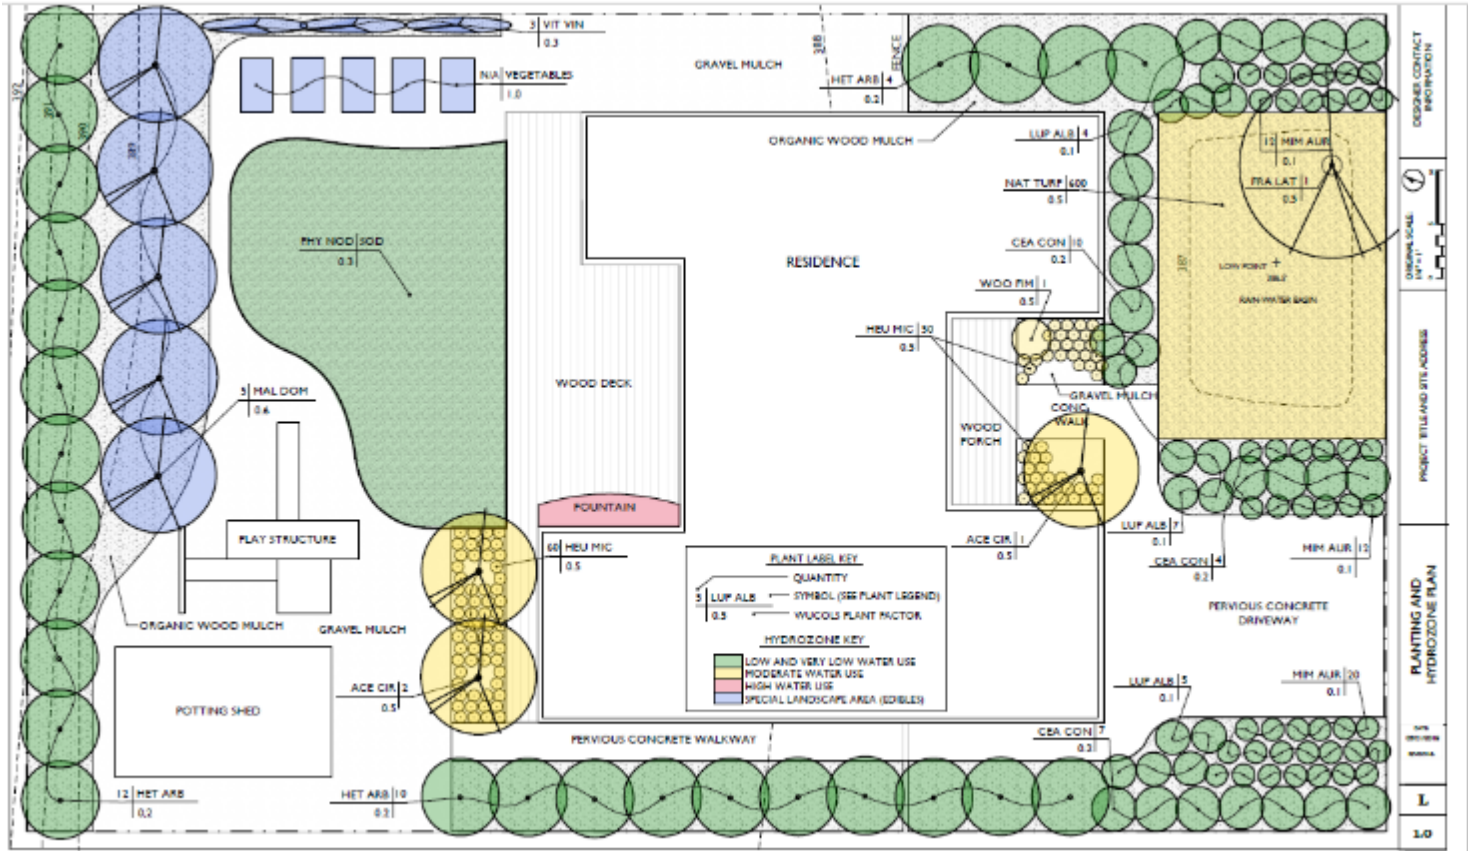 3 VIT VIN
0.3
N/A VEGETABLES
1.0
GRAVEL MULCH
388
FENCE
HET ARB 4
0.2
ORGANIC WOOD MULCH
LUP ALB 4
0.1
NAT TURF 600
0.5
CEA CON 10
0.2
WOO FIM 1
0.5
HEU MIC 50
0.5
12 MIM AUR
0.1
FRA LAT 1
0.5
387
LOW POINT
RAIN-WATER BASIN
392
391
390
389
PHY NOD SOD
0.3
RESIDENCE
WOOD DECK
GRAVEL MULCH
CONC.
WALK
WOOD
PORCH
5 MAL DOM
0.6
PLAY STRUCTURE
FOUNTAIN
60 HEU MIC
0.5
ACE CIR 1
0.5
LUP ALB 7
0.1
CEA CON 4
0.2
MIM AUR 12
0.1
PLANT LABEL KEY
QUANTITY
5 LUP ALB
0.5
SYMBOL (SEE PLANT LEGEND)
WUCOLS PLANT FACTOR
HYDROZONE KEY
LOW AND VERY LOW WATER USE
MODERATE WATER USE
HIGH WATER USE
SPECIAL LANDSCAPE AREA (EDIBLES)
PERVIOUS CONCRETE
DRIVEWAY
ORGANIC WOOD MULCH
GRAVEL MULCH
POTTING SHED
ACE CIR 2
0.5
LUP ALB 5
0.1
MIM AUR 20
0.1
CEA CON 7
0.2
PERVIOUS CONCRETE WALKWAY
12 HET ARB
0.2
HET ARB 10
0.2
DESIGNER CONTACT
INFORMATION
ORIGINAL SCALE:
PROJECT TITLE AND SITE ADDRESS
PLANTING AND
HYDROZONE PLAN
L
1.0